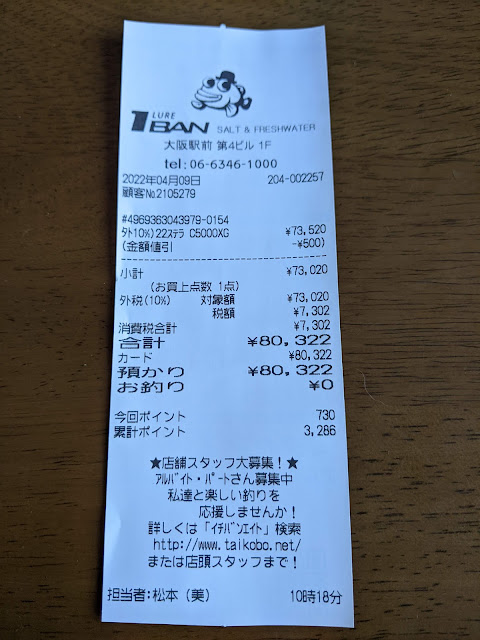 LURE
1BAN SALT & FRESHWATER
大阪駅前 第4ビル 1F
tel:06-6346-1000
2022年04月09日 204-002257
顧客No2105279
#4969363043979-0154
外10%)22ステラ C5000XG ¥73,520
(金額値引 -¥500)
小計 ¥73,020
(お買上点数 1点)
外税(10%) 対象額 ¥73,020
税額 ¥7,302
消費税合計 ¥7,302
合計 ¥80,322
カード ¥80,322
預かり ¥80,322
お釣り ¥0
今回ポイント 730
累計ポイント 3,286
★店舗スタッフ大募集!★
アルバイト・パートさん募集中
私達と楽しい釣りを
応援しませんか!
詳しくは「イチバンエイト」検索
http://www.taikobo.net/
または店頭スタッフまで!
担当者:松本(美) 10時18分